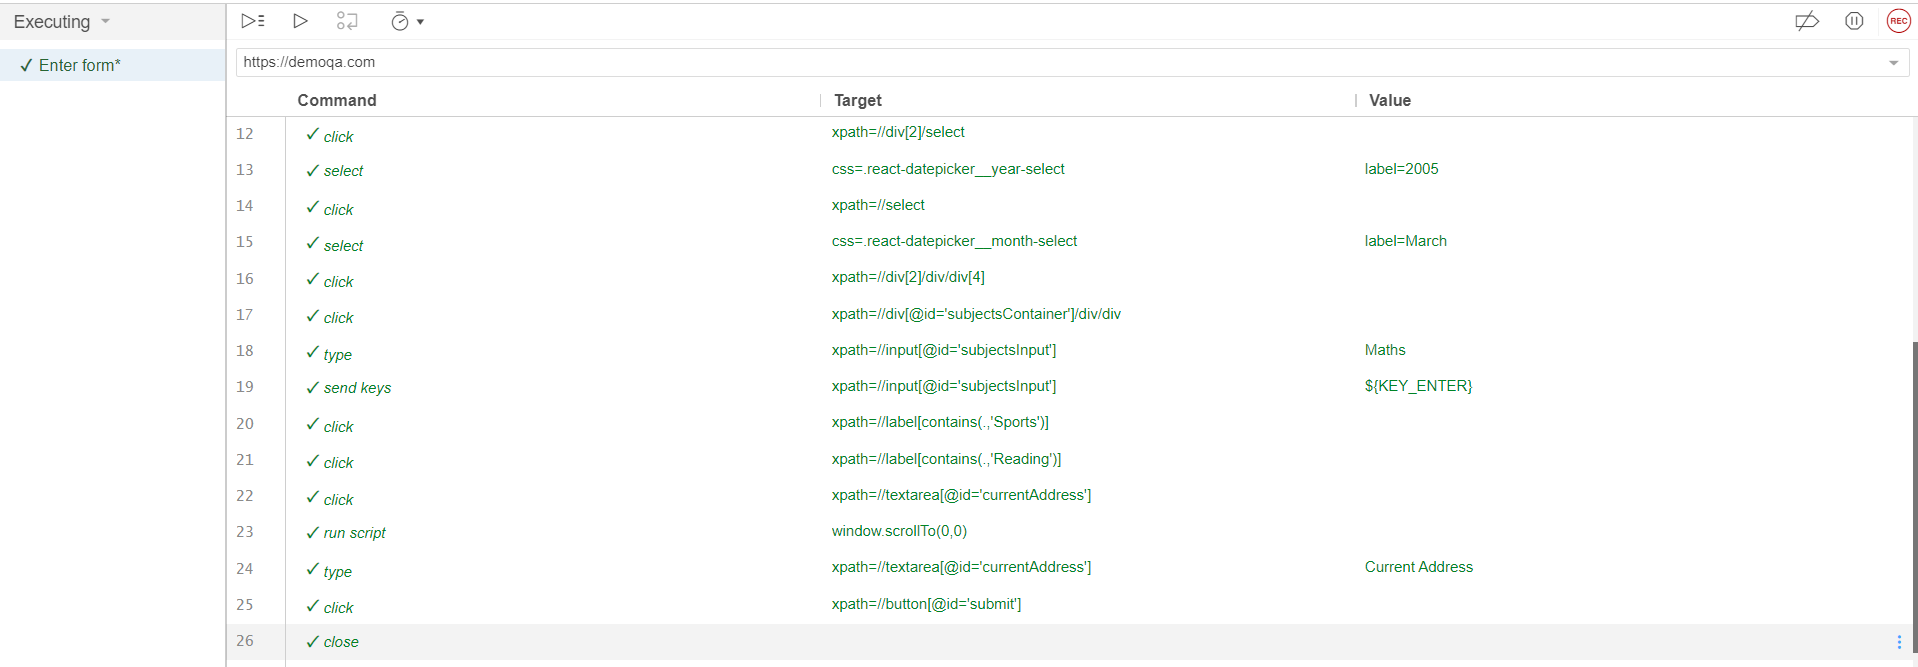 Executing
REC
✓ Enter form*
https://demoqa.com
Command Target Value
12 ✓ click xpath=//div[2]/select
13 ✓ select css=.react-datepicker__year-select label=2005
14 ✓ click xpath=//select
15 ✓ select css=.react-datepicker__month-select label=March
16 ✓ click xpath=//div[2]/div/div[4]
17 ✓ click xpath=//div[@id='subjectsContainer']/div/div
18 ✓ type xpath=//input[@id='subjectsInput'] Maths
19 ✓ send keys xpath=//input[@id='subjectsInput'] ${KEY_ENTER}
20 ✓ click xpath=//label[contains(.,'Sports')]
21 ✓ click xpath=//label[contains(.,'Reading')]
22 ✓ click xpath=//textarea[@id='currentAddress']
23 ✓ run script window.scrollTo(0,0)
24 ✓ type xpath=//textarea[@id='currentAddress'] Current Address
25 ✓ click xpath=//button[@id='submit']
26 ✓ close